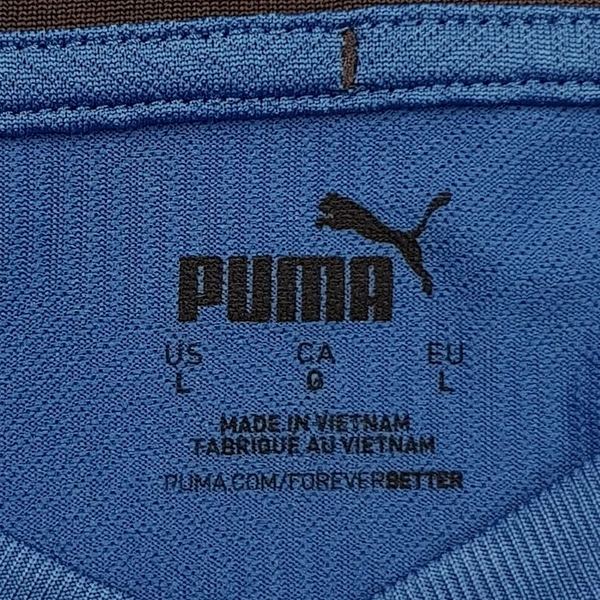 PUMA
US CA EU
L G L
MADE IN VIETNAM
FABRIQUE AU VIETNAM
PUMA.COM/FOREVERBETTER